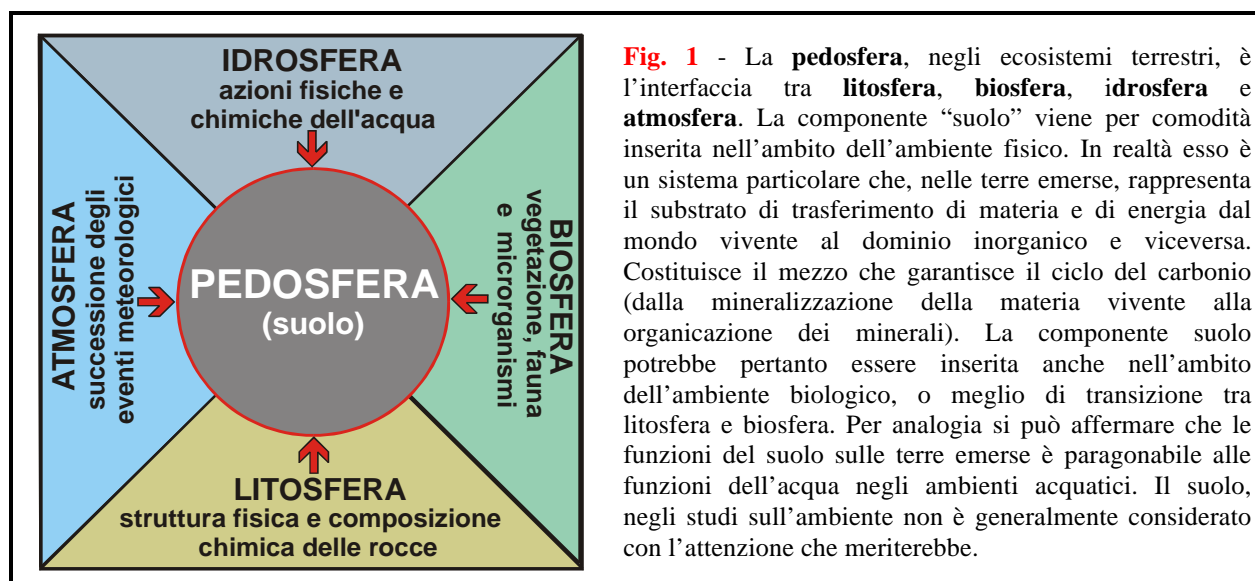 IDROSFERA
azioni fisiche e
chimiche dell'acqua
ATMOSFERA
successione degli
eventi meteorologici
PEDOSFERA
(suolo)
BIOSFERA
vegetazione, fauna
e microrganismi
LITOSFERA
struttura fisica e composizione
chimica delle rocce
Fig. 1 - La pedosfera, negli ecosistemi terrestri, è
l’interfaccia tra litosfera, biosfera, idrosfera e
atmosfera. La componente “suolo” viene per comodità
inserita nell’ambito dell’ambiente fisico. In realtà esso è
un sistema particolare che, nelle terre emerse, rappresenta
il substrato di trasferimento di materia e di energia dal
mondo vivente al dominio inorganico e viceversa.
Costituisce il mezzo che garantisce il ciclo del carbonio
(dalla mineralizzazione della materia vivente alla
organicazione dei minerali). La componente suolo
potrebbe pertanto essere inserita anche nell’ambito
dell’ambiente biologico, o meglio di transizione tra
litosfera e biosfera. Per analogia si può affermare che le
funzioni del suolo sulle terre emerse è paragonabile alle
funzioni dell’acqua negli ambienti acquatici. Il suolo,
negli studi sull’ambiente non è generalmente considerato
con l’attenzione che meriterebbe.